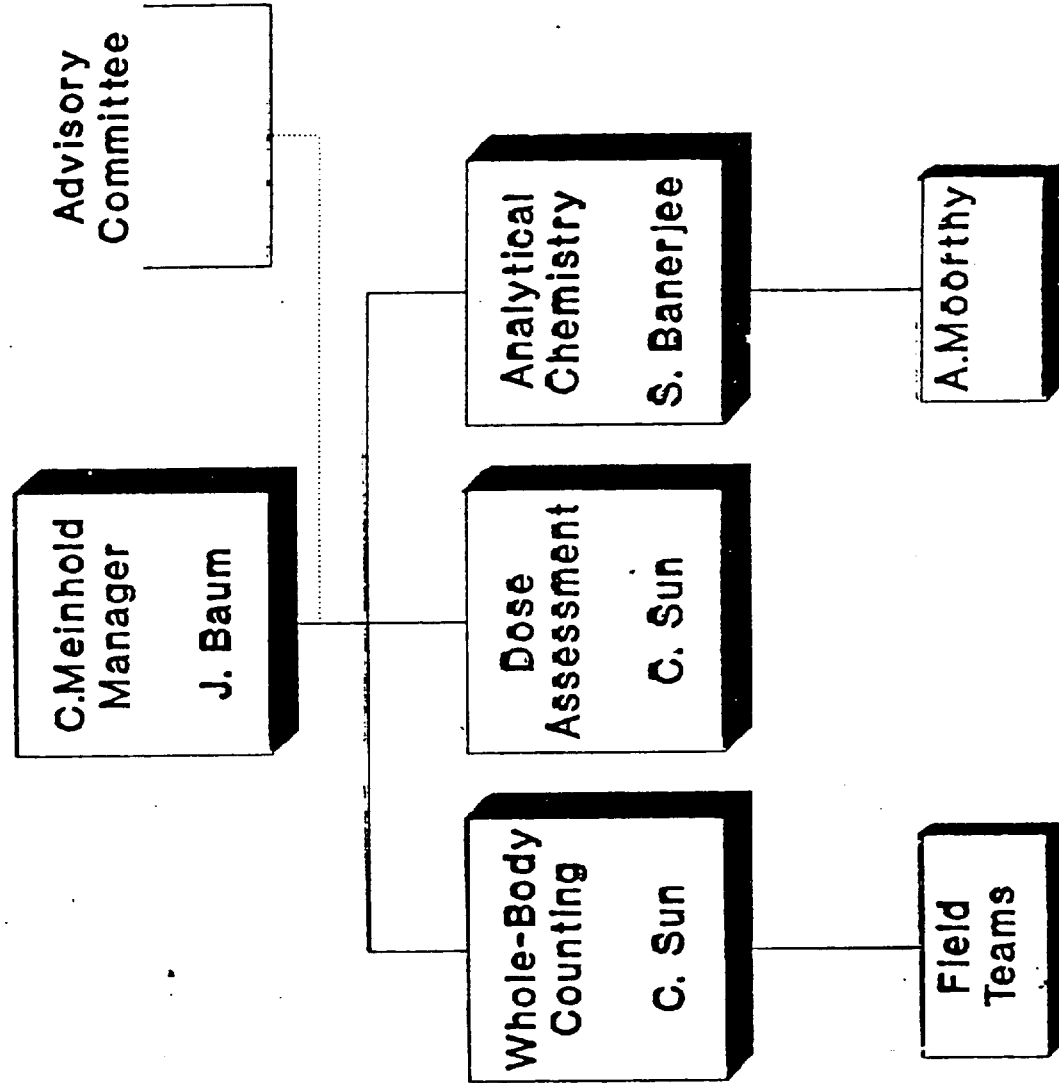 C.Meinhold
Manager
J. Baum
Advisory
Committee
Whole-Body
Counting
C. Sun
Dose
Assessment
C. Sun
Analytical
Chemistry
S. Banerjee
Field
Teams
A.Moorthy